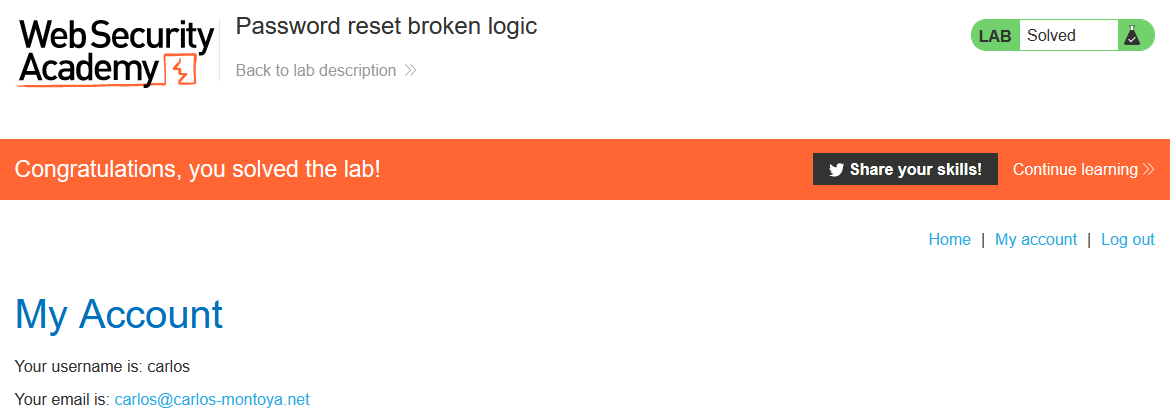 Web Security
Academy
Password reset broken logic
Back to lab description
LAB Solved
Congratulations, you solved the lab!
Share your skills! Continue learning
Home | My account | Log out
My Account
Your username is: carlos
Your email is: carlos@carlos-montoya.net